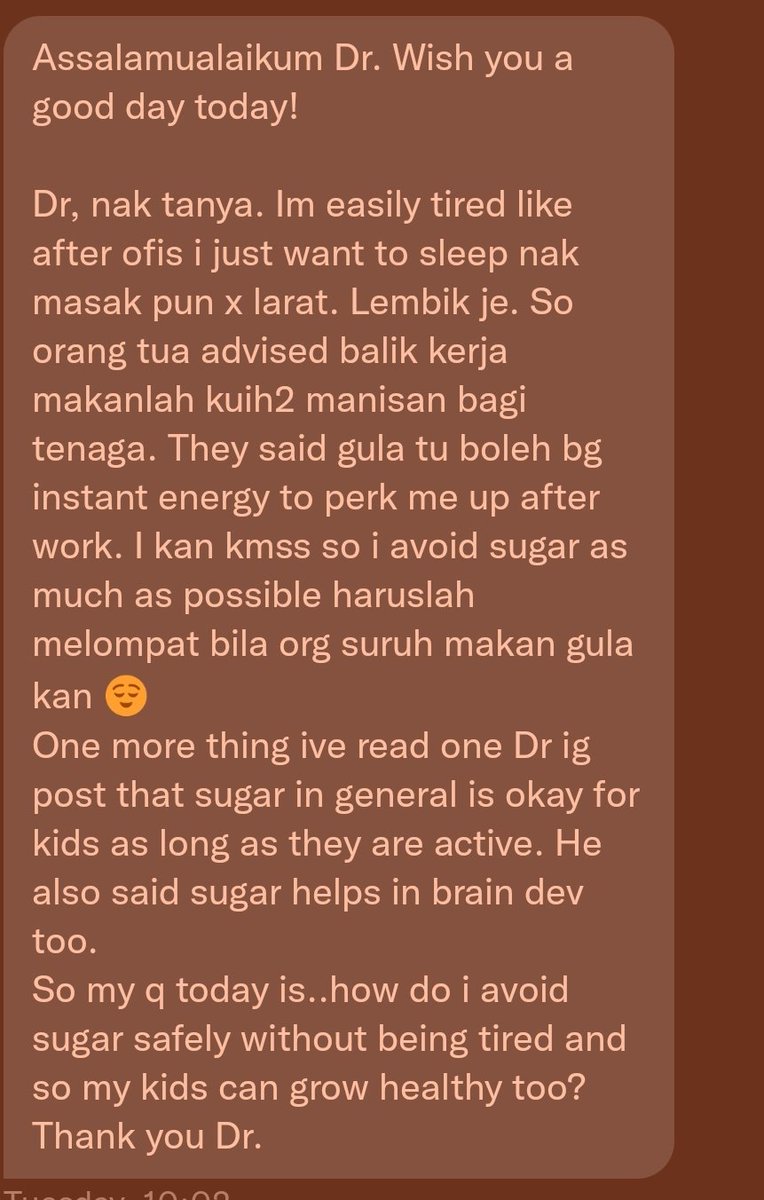 Assalamualaikum Dr. Wish you a
good day today!
Dr, nak tanya. Im easily tired like
after ofis i just want to sleep nak
masak pun x larat. Lembik je. So
orang tua advised balik kerja
makanlah kuih2 manisan bagi
tenaga. They said gula tu boleh bg
instant energy to perk me up after
work. I kan kmss so i avoid sugar as
much as possible haruslah
melompat bila org suruh makan gula
kan 😌
One more thing ive read one Dr ig
post that sugar in general is okay for
kids as long as they are active. He
also said sugar helps in brain dev
too.
So my q today is..how do i avoid
sugar safely without being tired and
so my kids can grow healthy too?
Thank you Dr.
Tuesday, 10:08